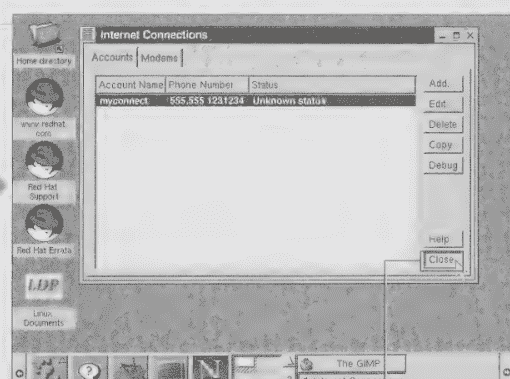 Internet Connections
Home directory
Accounts Modems
Account Name Phone Number Status
myconnect 555,555 1231234 Unknown status
Add.
Edit
Delete
Copy
Debug
www.redhat
com
Red Hat
Support
Red Hat Errata
Help
Close
LDP
Linux
Documents
N
The GIMP